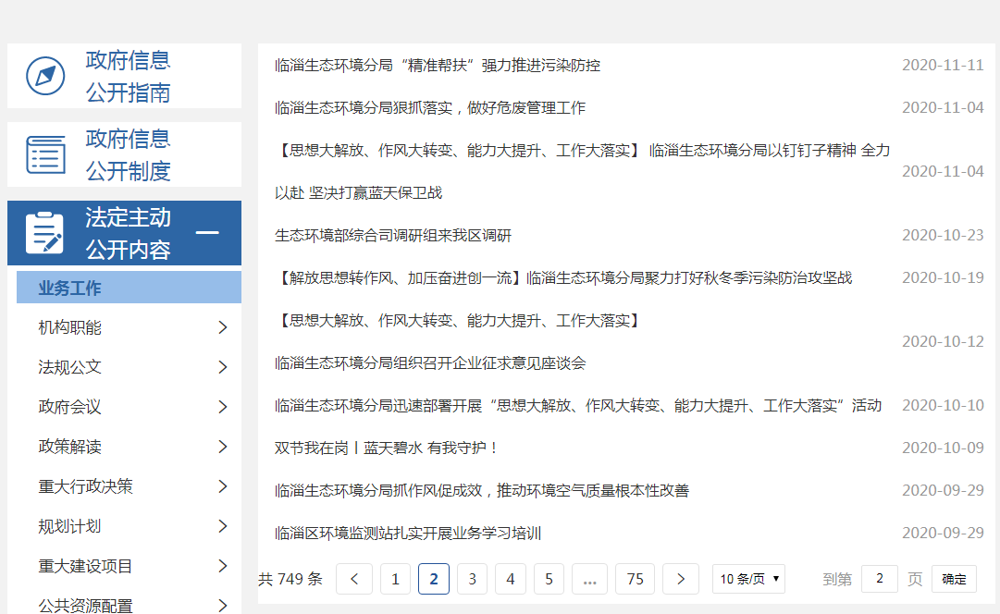 政府信息
公开指南
政府信息
公开制度
法定主动
公开内容
业务工作
机构职能
法规公文
政府会议
政策解读
重大行政决策
规划计划
重大建设项目
公共资源配置
临淄生态环境分局“精准帮扶”强力推进污染防控 2020-11-11
临淄生态环境分局狠抓落实，做好危废管理工作 2020-11-04
【思想大解放、作风大转变、能力大提升、工作大落实】 临淄生态环境分局以钉钉子精神 全力
以赴 坚决打赢蓝天保卫战 2020-11-04
生态环境部综合司调研组来我区调研 2020-10-23
【解放思想转作风、加压奋进创一流】临淄生态环境分局聚力打好秋冬季污染防治攻坚战 2020-10-19
【思想大解放、作风大转变、能力大提升、工作大落实】
临淄生态环境分局组织召开企业征求意见座谈会 2020-10-12
临淄生态环境分局迅速部署开展“思想大解放、作风大转变、能力大提升、工作大落实”活动 2020-10-10
双节我在岗丨蓝天碧水 有我守护！ 2020-10-09
临淄生态环境分局抓作风促成效，推动环境空气质量根本性改善 2020-09-29
临淄区环境监测站扎实开展业务学习培训 2020-09-29
共 749 条 < 1 2 3 4 5 ... 75 > 10 条/页 到第 2 页 确定